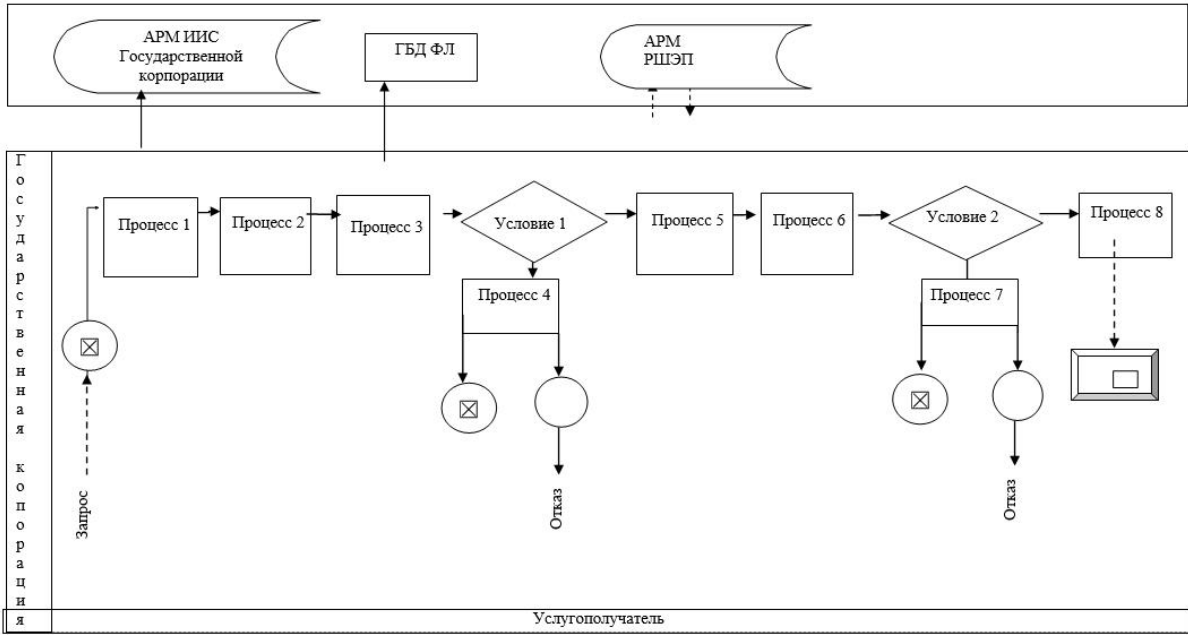 АРМ ИИС
Государственной
корпорации
ГБД ФЛ
АРМ
РШЭП
Государственная копорация
Процесс 1
Процесс 2
Процесс 3
Условие 1
Процесс 5
Процесс 6
Условие 2
Процесс 8
Процесс 4
Процесс 7
Запрос
Отказ
Отказ
Услугополучатель